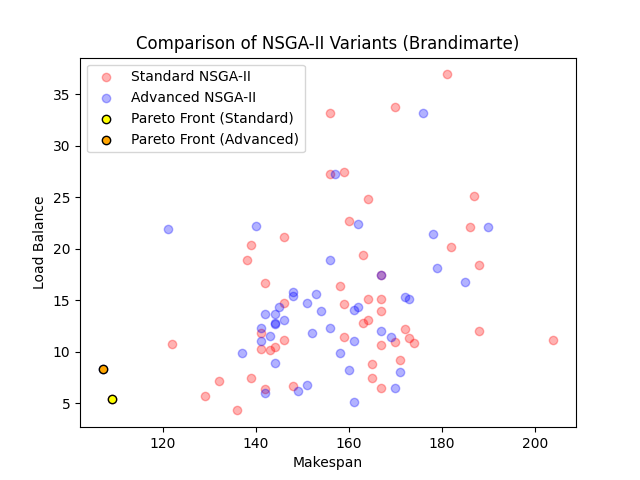 Comparison of NSGA-II Variants (Brandimarte)
Standard NSGA-II
Advanced NSGA-II
Pareto Front (Standard)
Pareto Front (Advanced)
Load Balance
35
30
25
20
15
10
5
120 140 160 180 200
Makespan